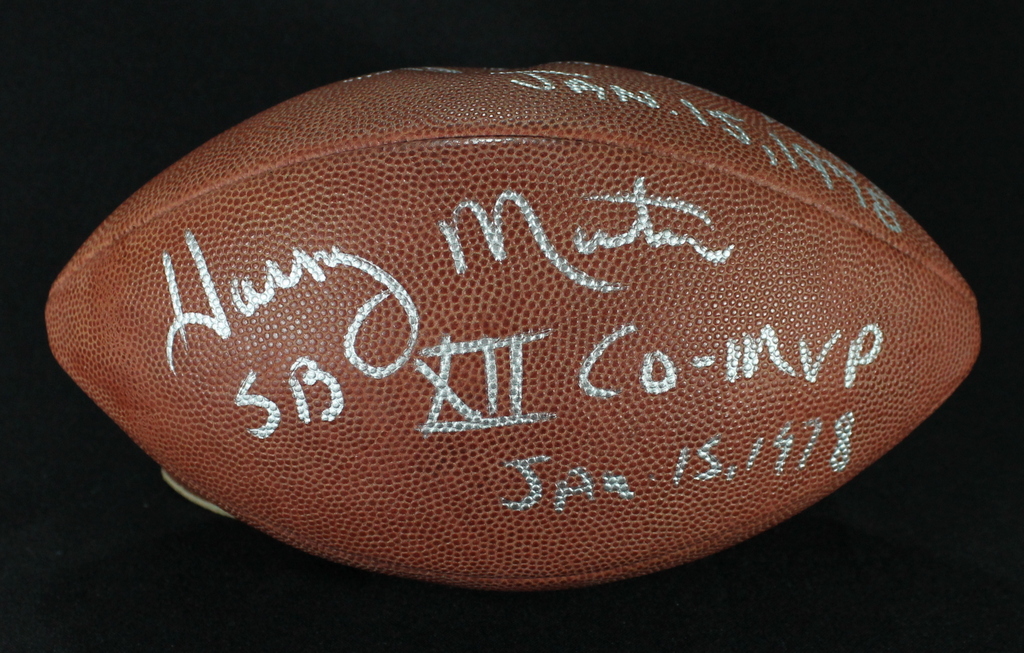 Jan. 15, 1978
Harvey Martin
SB XII Co-MVP
Jan. 15, 1978